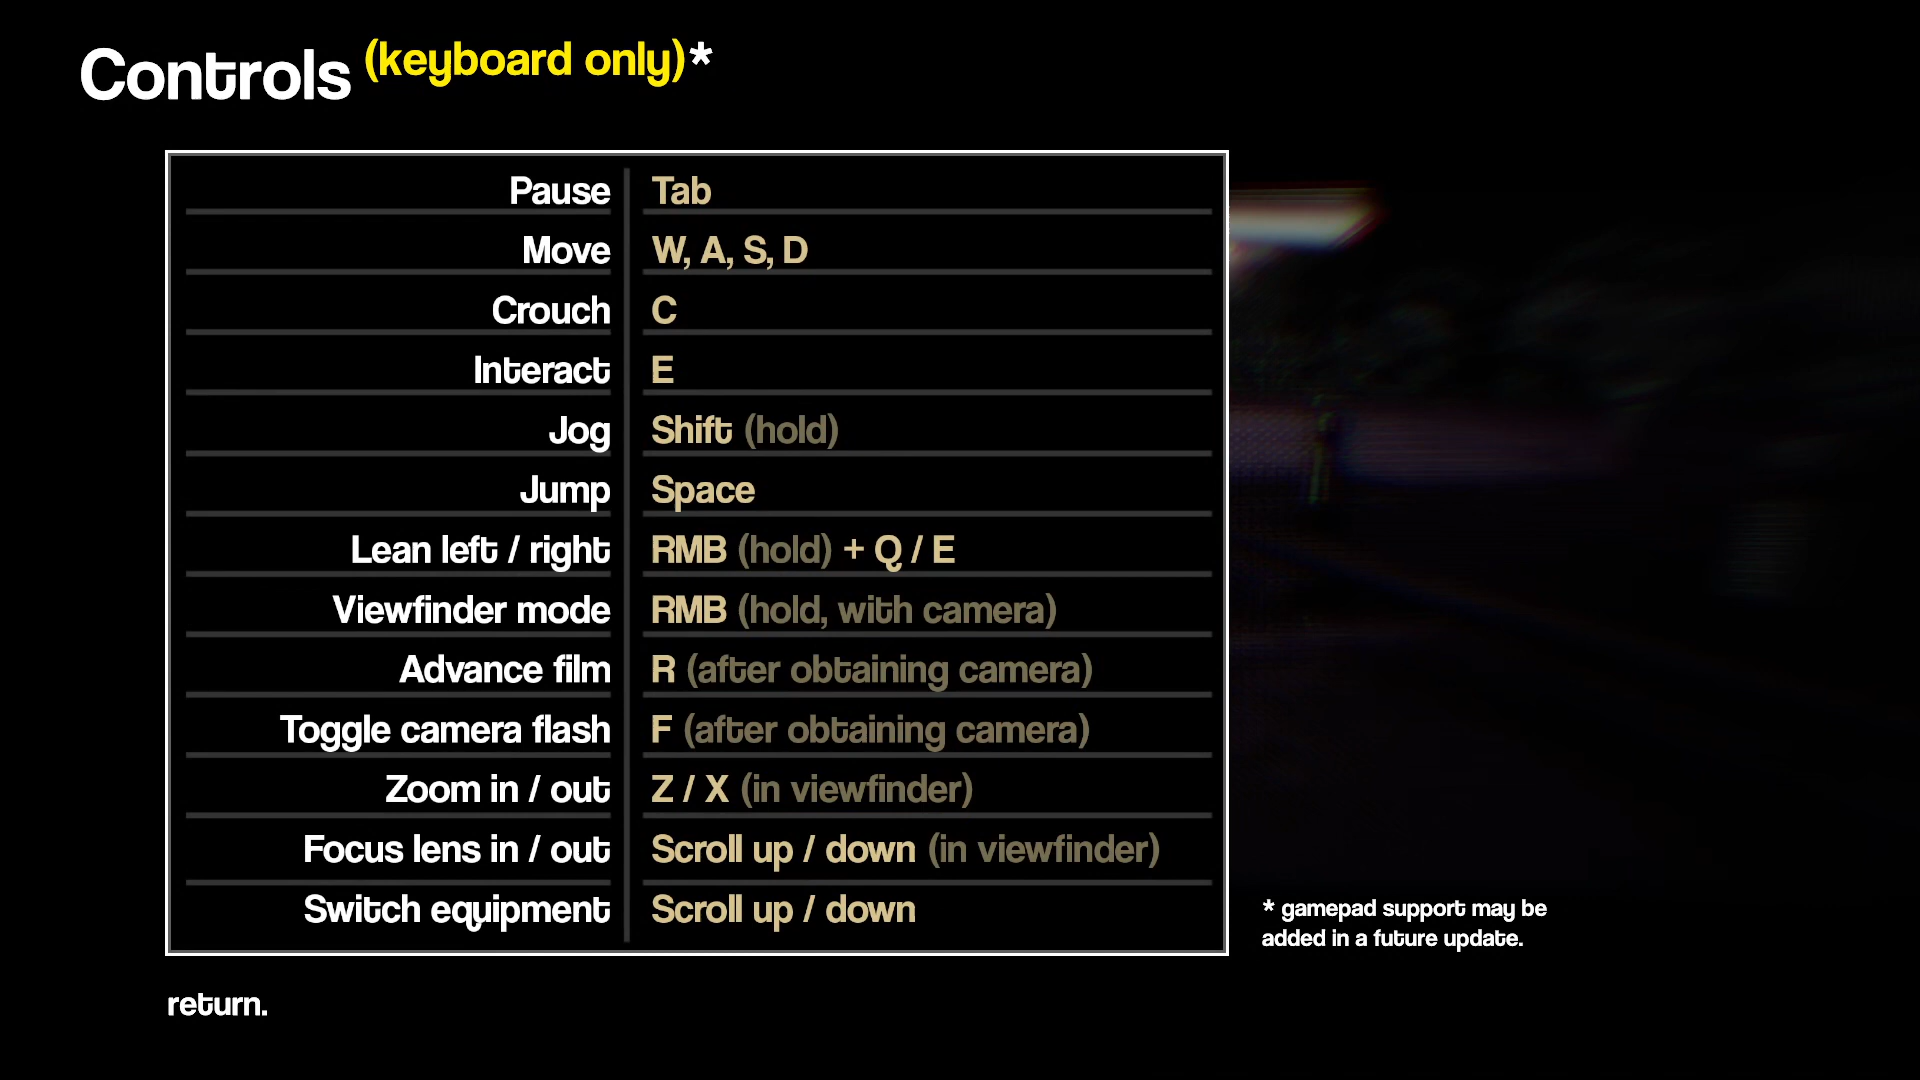 Controls (keyboard only)*
Pause Tab
Move W, A, S, D
Crouch C
Interact E
Jog Shift (hold)
Jump Space
Lean left / right RMB (hold) + Q / E
Viewfinder mode RMB (hold, with camera)
Advance film R (after obtaining camera)
Toggle camera flash F (after obtaining camera)
Zoom in / out Z / X (in viewfinder)
Focus lens in / out Scroll up / down (in viewfinder)
Switch equipment Scroll up / down
* gamepad support may be
added in a future update.
return.